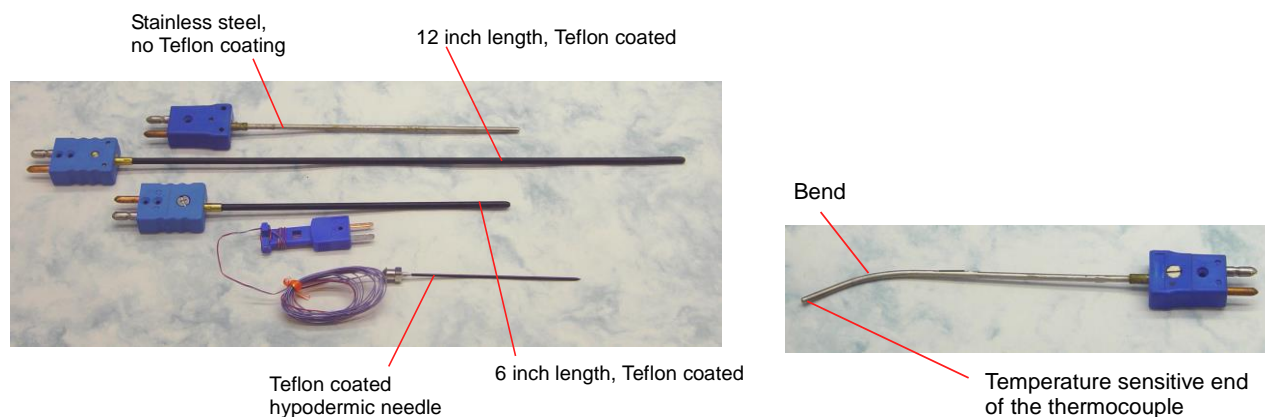 Stainless steel,
no Teflon coating
12 inch length, Teflon coated
Teflon coated
hypodermic needle
6 inch length, Teflon coated
Bend
Temperature sensitive end
of the thermocouple